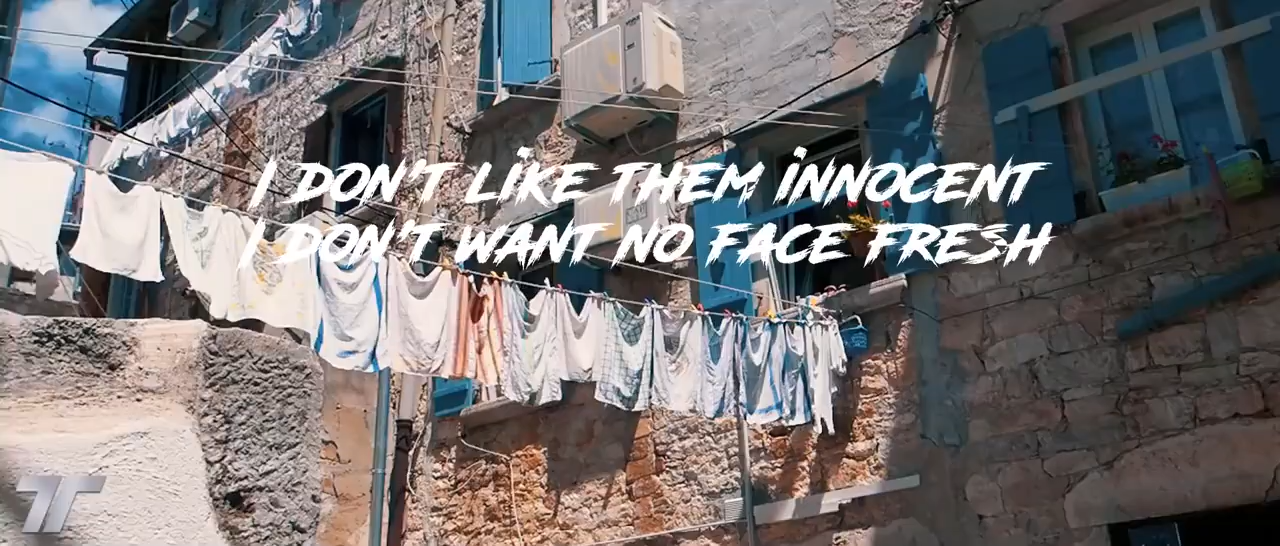 I DON'T LIKE THEM INNOCENT
I DON'T WANT NO FACE FRESH